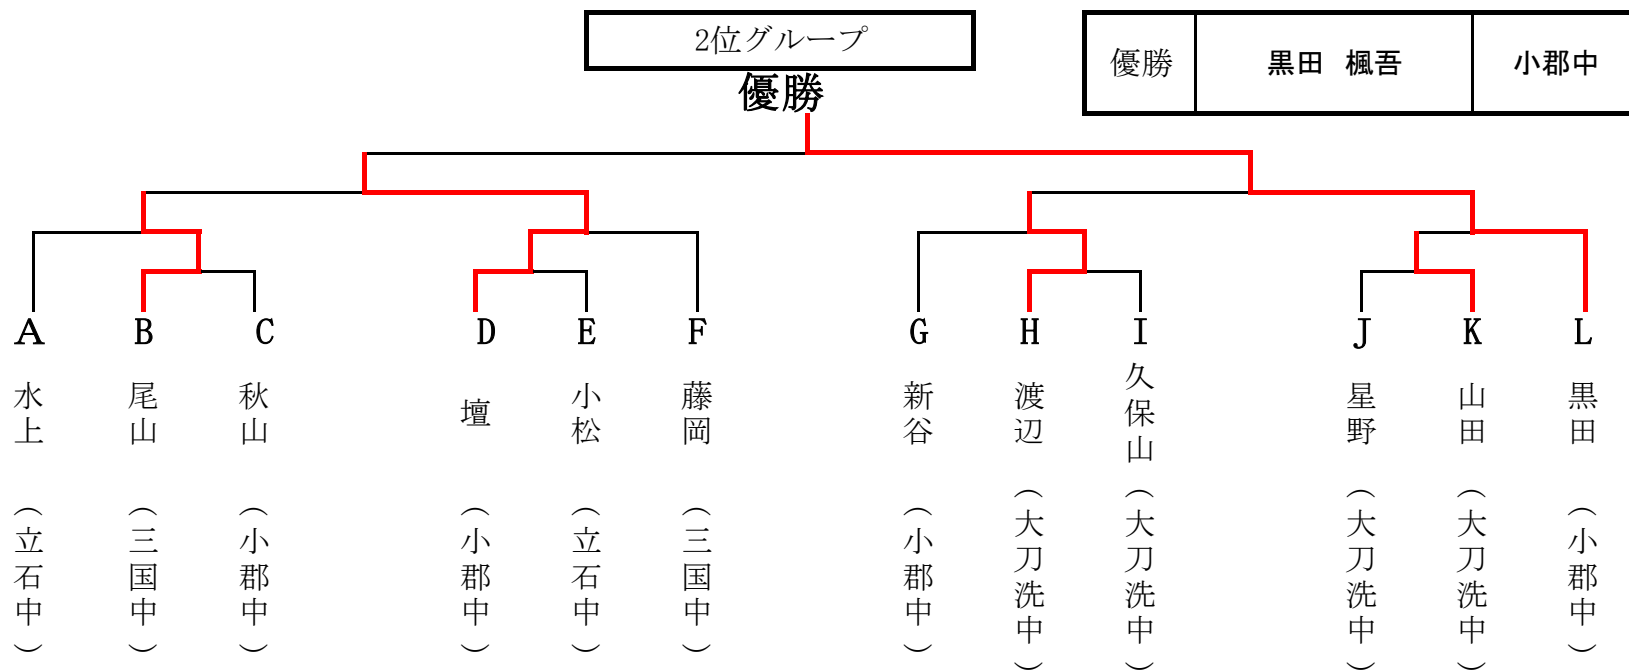 2位グループ
優勝
優勝 黒田 楓吾 小郡中
A B C D E F G H I J K L
水上 (立石中)
尾山 (三国中)
秋山 (小郡中)
壇 (小郡中)
小松 (立石中)
藤岡 (三国中)
新谷 (小郡中)
渡辺 (大刀洗中)
久保山 (大刀洗中)
星野 (大刀洗中)
山田 (大刀洗中)
黒田 (小郡中)